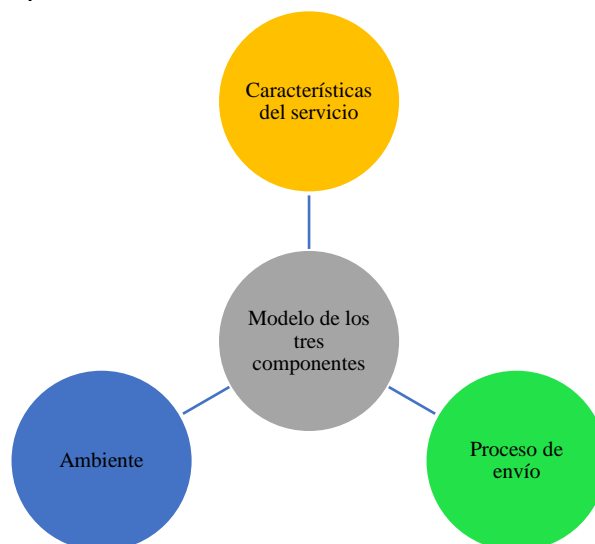 Características
del servicio
Modelo de los
tres
componentes
Ambiente
Proceso de
envío